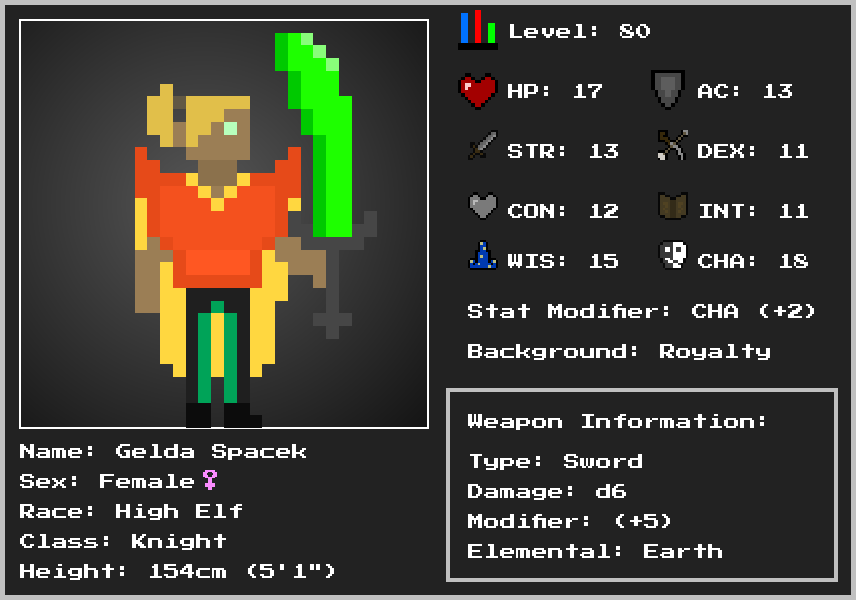 Level: 80
HP: 17 AC: 13
STR: 13 DEX: 11
CON: 12 INT: 11
WIS: 15 CHA: 18
Stat Modifier: CHA (+2)
Background: Royalty
Weapon Information:
Type: Sword
Damage: d6
Modifier: (+5)
Elemental: Earth
Name: Gelda Spacek
Sex: Female♀
Race: High Elf
Class: Knight
Height: 154cm (5'1")